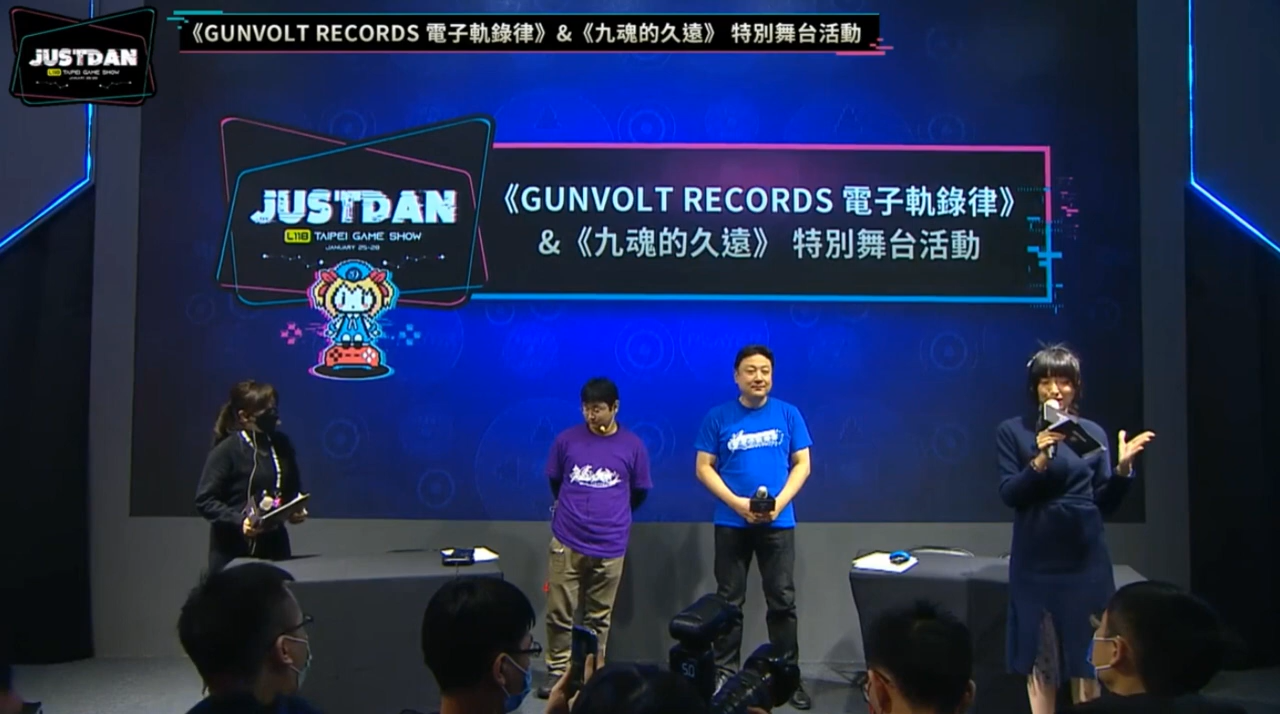 《GUNVOLT RECORDS 電子軌錄律》&《九魂的久遠》 特別舞台活動
JUSTDAN
L118 TAIPEI GAME SHOW
JANUARY 25-28
JUSTDAN
L118 TAIPEI GAME SHOW
JANUARY 25-28
《GUNVOLT RECORDS 電子軌錄律》
&《九魂的久遠》 特別舞台活動